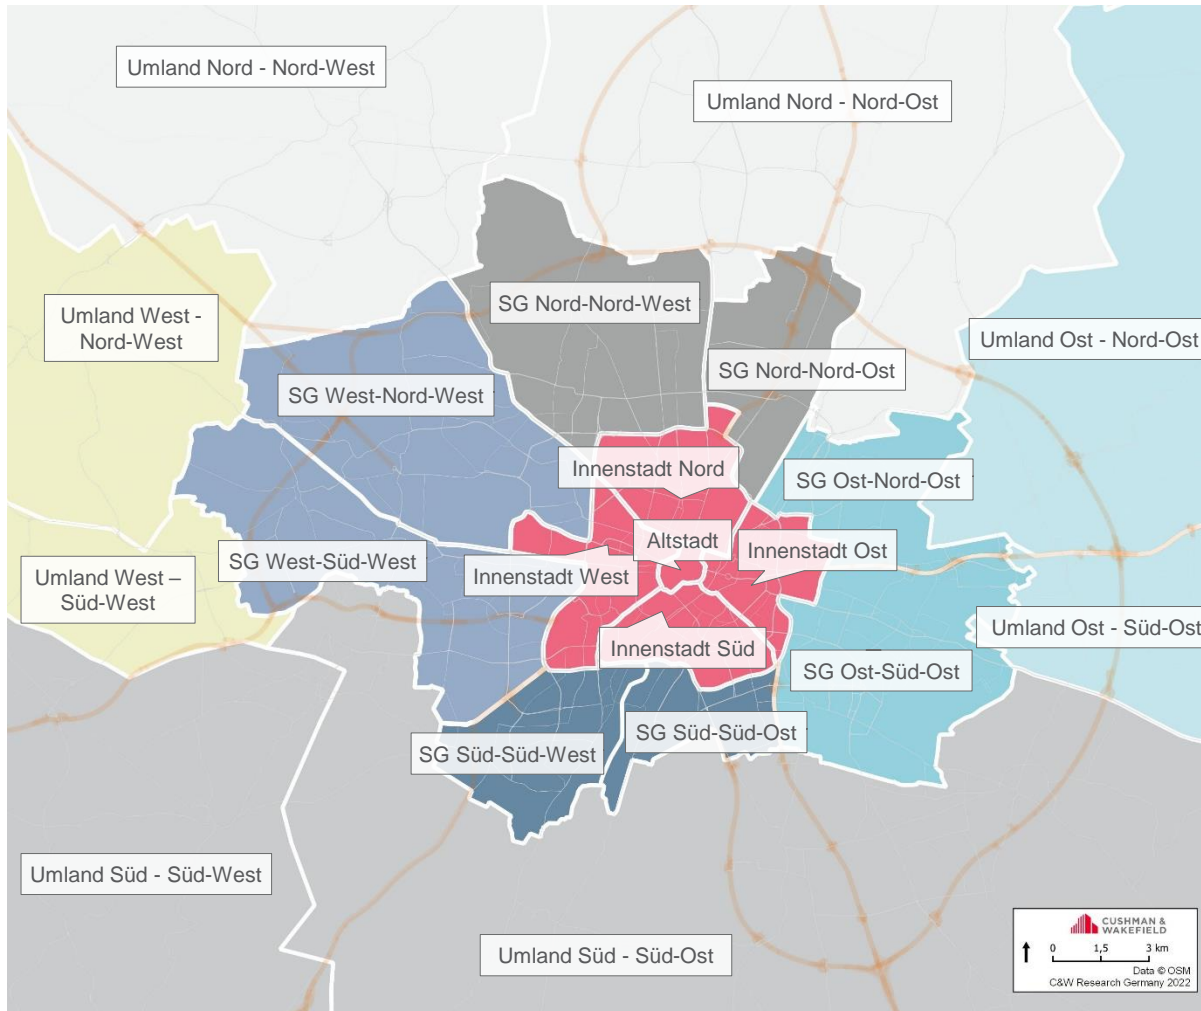 Umland Nord - Nord-West
Umland Nord - Nord-Ost
SG Nord-Nord-West
Umland West -
Nord-West
Umland Ost - Nord-Ost
SG Nord-Nord-Ost
SG West-Nord-West
Innenstadt Nord
SG Ost-Nord-Ost
Altstadt
Innenstadt Ost
SG West-Süd-West
Innenstadt West
Umland West –
Süd-West
Umland Ost - Süd-Ost
Innenstadt Süd
SG Ost-Süd-Ost
SG Süd-Süd-Ost
SG Süd-Süd-West
Umland Süd - Süd-West
Umland Süd - Süd-Ost
CUSHMAN &
WAKEFIELD
0 1,5 3 km
Data © OSM
C&W Research Germany 2022